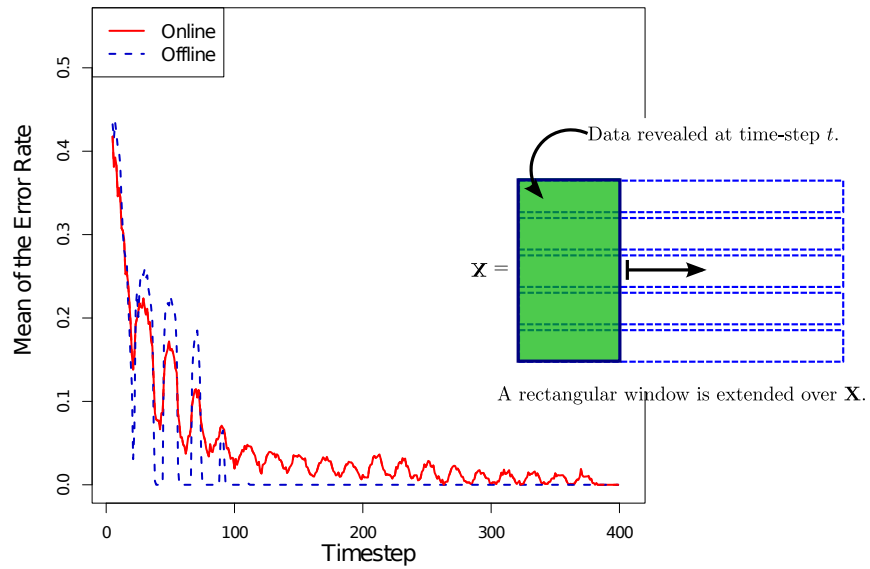 Online
Offline
Mean of the Error Rate
0.0
0.1
0.2
0.3
0.4
0.5
0
100
200
300
400
Timestep
Data revealed at time-step t.
X =
A rectangular window is extended over X.